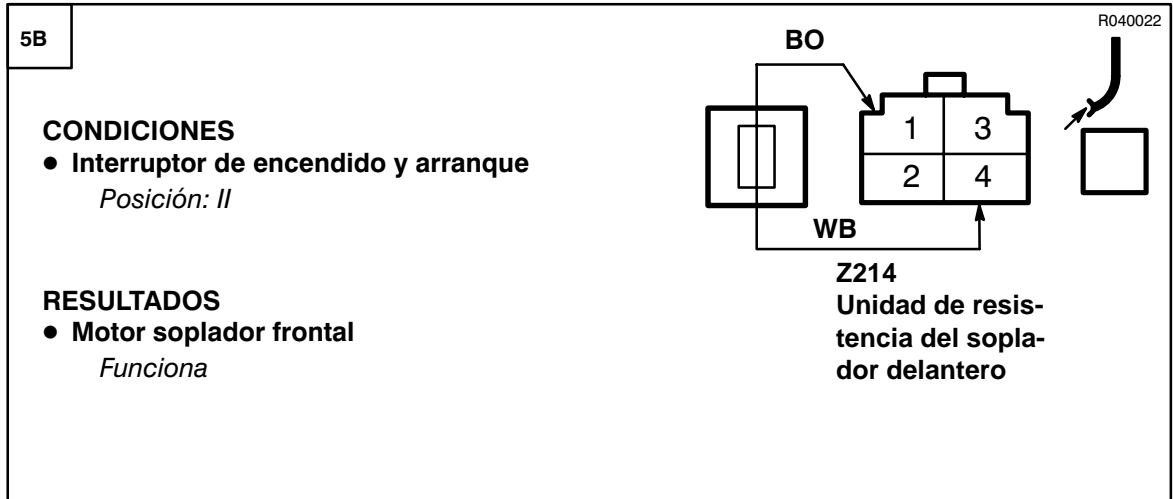 5B
R040022
CONDICIONES
● Interruptor de encendido y arranque
Posición: II
RESULTADOS
● Motor soplador frontal
Funciona
BO
1 3
2 4
WB
Z214
Unidad de resis-
tencia del sopla-
dor delantero